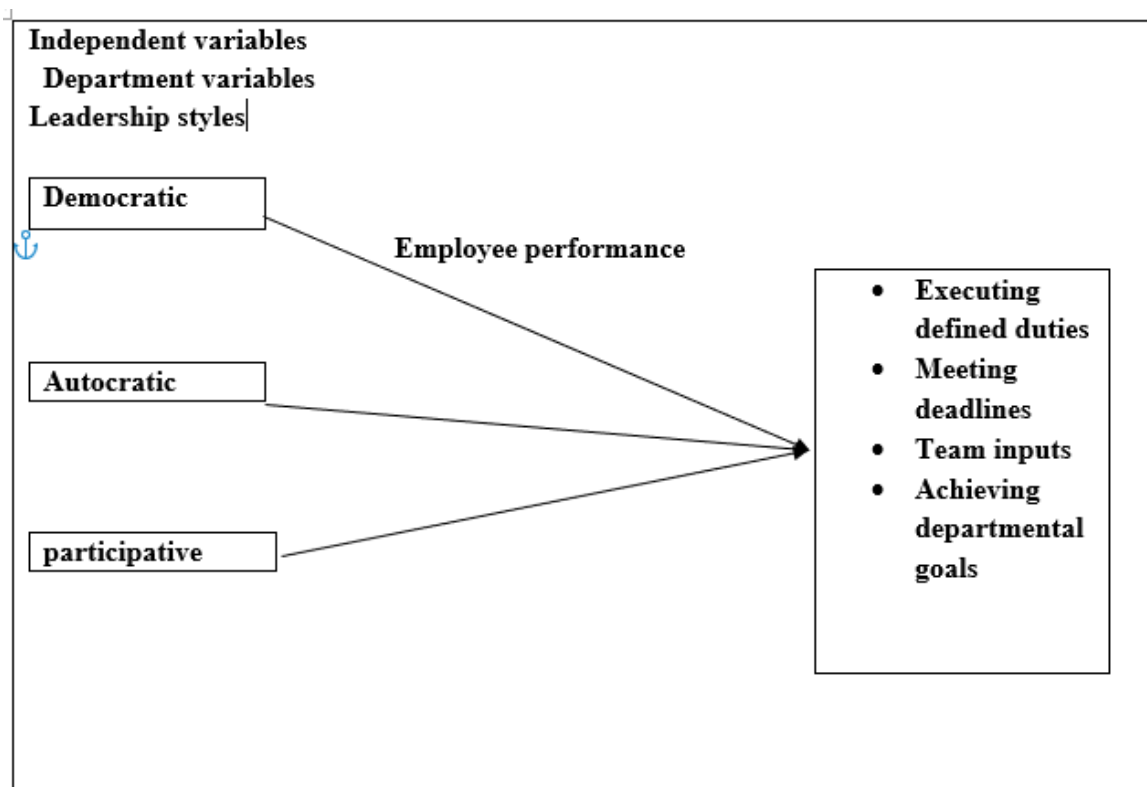 Independent variables
Department variables
Leadership styles
Democratic
Employee performance
• Executing
defined duties
• Meeting
deadlines
• Team inputs
• Achieving
departmental
goals
Autocratic
participative